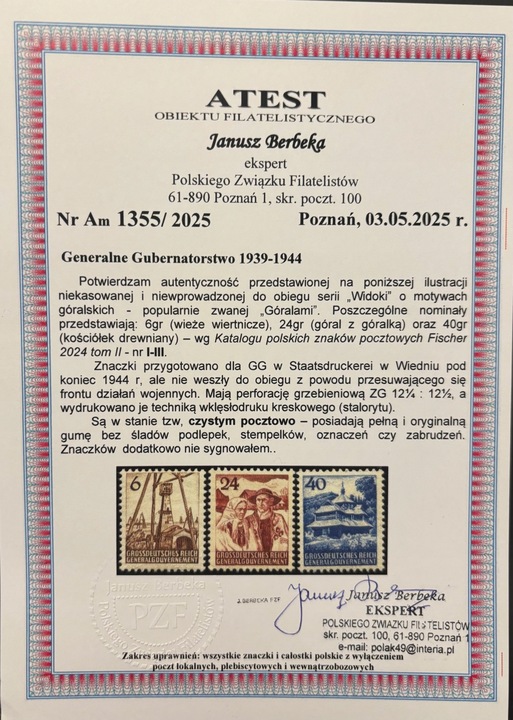 ATEST
OBIEKTU FILATELISTYCZNEGO
Janusz Berbeka
ekspert
Polskiego Związku Filatelistów
61-890 Poznań 1, skr. poczt. 100
Nr Am 1355/ 2025 Poznań, 03.05.2025 r.
Generalne Gubernatorstwo 1939-1944
Potwierdzam autentyczność przedstawionej na poniższej ilustracji
niekasowanej i niewprowadzonej do obiegu serii „Widoki” o motywach
góralskich - popularnie zwanej „Góralami”. Poszczególne nominały
przedstawiają: 6gr (wieże wiertnicze), 24gr (góral z góralką) oraz 40gr
(kościółek drewniany) – wg Katalogu polskich znaków pocztowych Fischer
2024 tom II - nr I-III.
Znaczki przygotowano dla GG w Staatsdruckerei w Wiedniu pod
koniec 1944 r, ale nie weszły do obiegu z powodu przesuwającego się
frontu działań wojennych. Mają perforację grzebieniową ZG 12¼ : 12½, a
wydrukowano je techniką wklęsłodruku kreskowego (stalorytu).
Są w stanie tzw, czystym pocztowo – posiadają pełną i oryginalną
gumę bez śladów podlepek, stempelków, oznaczeń czy zabrudzeń.
Znaczków dodatkowo nie sygnowałem..
6 24 40
GROSSDEUTSCHES REICH GROSSDEUTSCHES REICH GROSSDEUTSCHES REICH
GENERALGOUVERNEMENT GENERALGOUVERNEMENT GENERALGOUVERNEMENT
Janusz Berbeka
PZF
J.BERBEKA PZF
Janusz Berbeka
EKSPERT
POLSKIEGO ZWIAZKU FILATELISTÓW
skr. poczt. 100, 61-890 Poznań 1
e-mail: polak49@interia.pl
Zakres uprawnień: wszystkie znaczki i całostki polskie z wyłączeniem
poczt lokalnych, plebiscytowych i wewnątrzobozowych